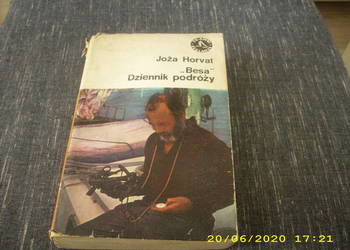 Joža Horvat
„Besa”
Dziennik podróży
20/06/2020 17:21